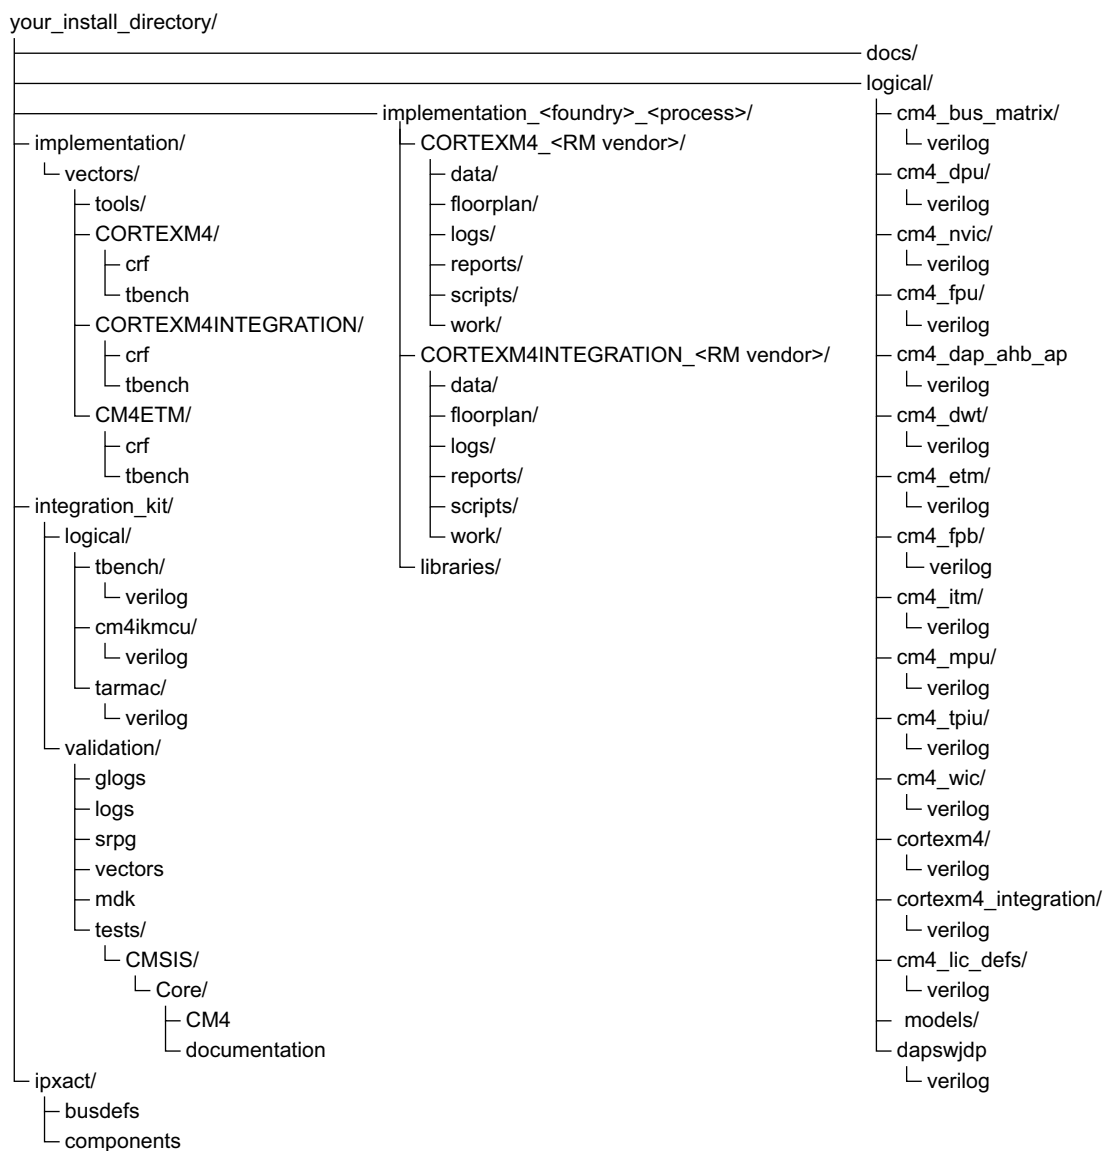 your_install_directory/
docs/
logical/
implementation_<foundry>_<process>/
implementation/
vectors/
tools/
CORTEXM4/
crf
tbench
CORTEXM4INTEGRATION/
crf
tbench
CM4ETM/
crf
tbench
integration_kit/
logical/
tbench/
verilog
cm4ikmcu/
verilog
tarmac/
verilog
validation/
glogs
logs
srpg
vectors
mdk
tests/
CMSIS/
Core/
CM4
documentation
ipxact/
busdefs
components
CORTEXM4_<RM vendor>/
data/
floorplan/
logs/
reports/
scripts/
work/
CORTEXM4INTEGRATION_<RM vendor>/
data/
floorplan/
logs/
reports/
scripts/
work/
libraries/
cm4_bus_matrix/
verilog
cm4_dpu/
verilog
cm4_nvic/
verilog
cm4_fpu/
verilog
cm4_dap_ahb_ap
verilog
cm4_dwt/
verilog
cm4_etm/
verilog
cm4_fpb/
verilog
cm4_itm/
verilog
cm4_mpu/
verilog
cm4_tpiu/
verilog
cm4_wic/
verilog
cortexm4/
verilog
cortexm4_integration/
verilog
cm4_lic_defs/
verilog
models/
dapswjdp
verilog